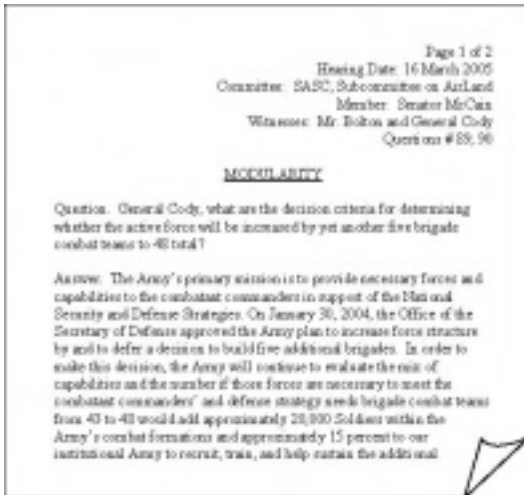 Page 1 of 2
Hearing Date: 16 March 2005
Committee: SASC, Subcommittee on AirLand
Member: Senator McCain
Witnesses: Mr. Bolton and General Cody
Questions # 89, 90
MODULARITY
Question. General Cody, what are the decision criteria for determining
whether the active force will be increased by yet another five brigade
combat teams to 48 total?
Answer. The Army's primary mission is to provide necessary forces and
capabilities to the combatant commanders in support of the National
Security and Defense Strategies. On January 30, 2004, the Office of the
Secretary of Defense approved the Army plan to increase force structure
by and to defer a decision to build five additional brigades. In order to
make this decision, the Army will continue to evaluate the mix of
capabilities and the number if those forces are necessary to meet the
combatant commanders' and defense strategy needs brigade combat teams
from 43 to 48 would add approximately 20,000 Soldiers within the
Army's combat formations and approximately 15 percent to our
institutional Army to recruit, train, and help sustain the additional